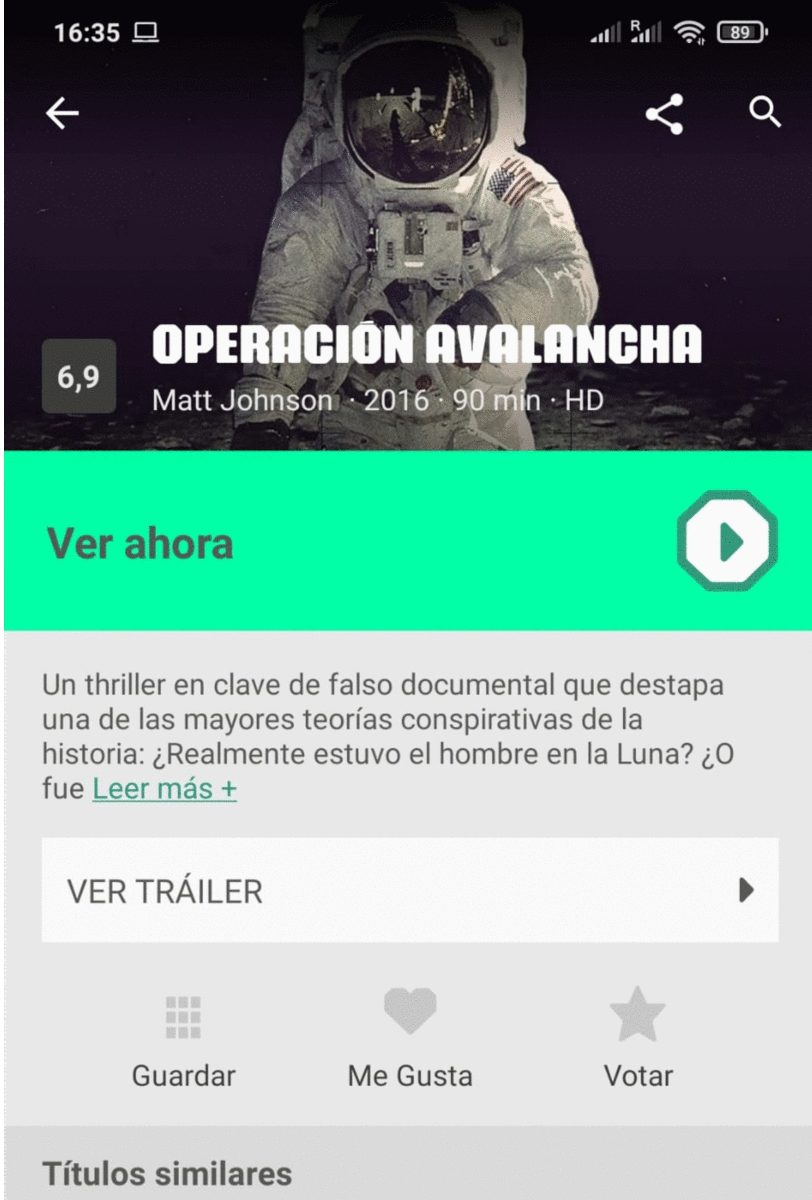 16:35
R
89
OPERACIÓN AVALANCHA
6,9
Matt Johnson · 2016 · 90 min · HD
Ver ahora
Un thriller en clave de falso documental que destapa
una de las mayores teorías conspirativas de la
historia: ¿Realmente estuvo el hombre en la Luna? ¿O
fue Leer más +
VER TRÁILER
Guardar
Me Gusta
Votar
Títulos similares